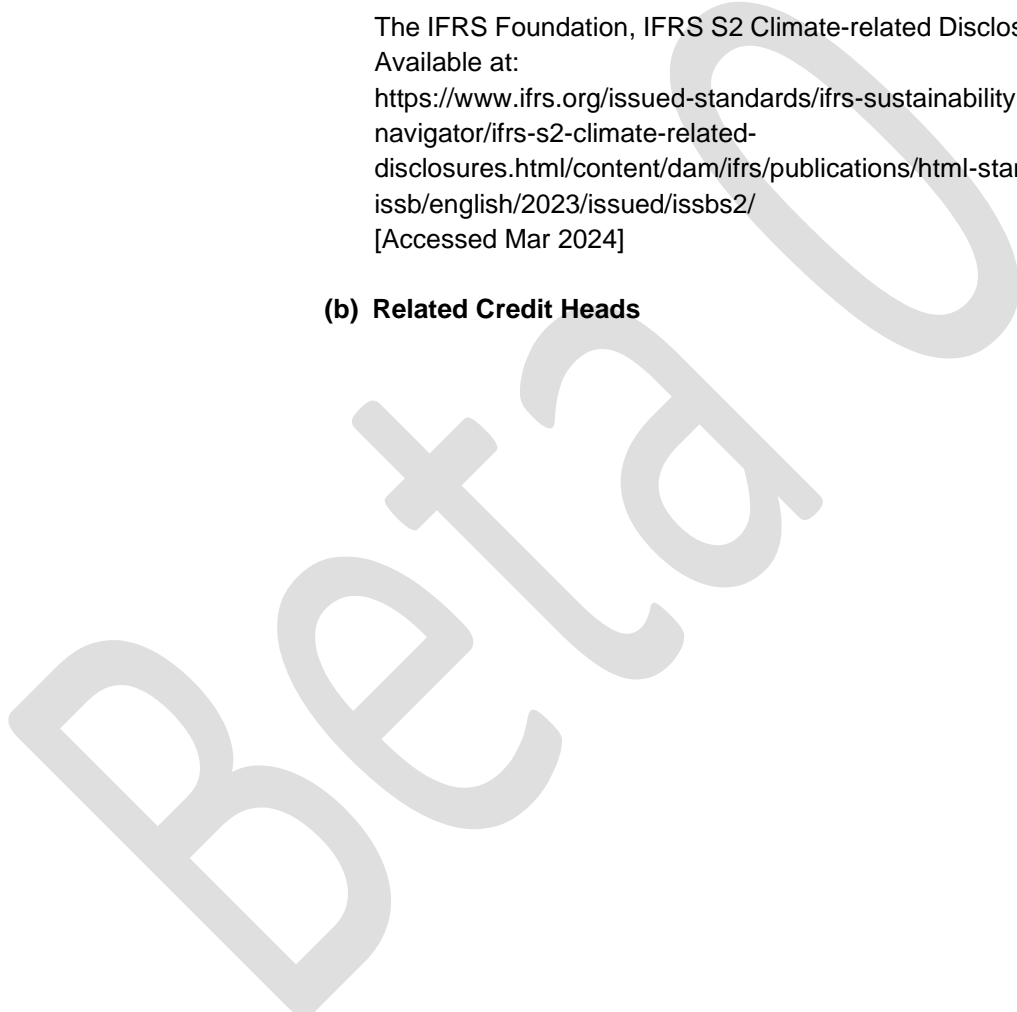 The IFRS Foundation, IFRS S2 Climate-related Disclos
Available at:
https://www.ifrs.org/issued-standards/ifrs-sustainability
navigator/ifrs-s2-climate-related-
disclosures.html/content/dam/ifrs/publications/html-star
issb/english/2023/issued/issbs2/
[Accessed Mar 2024]
(b) Related Credit Heads
Beta 0